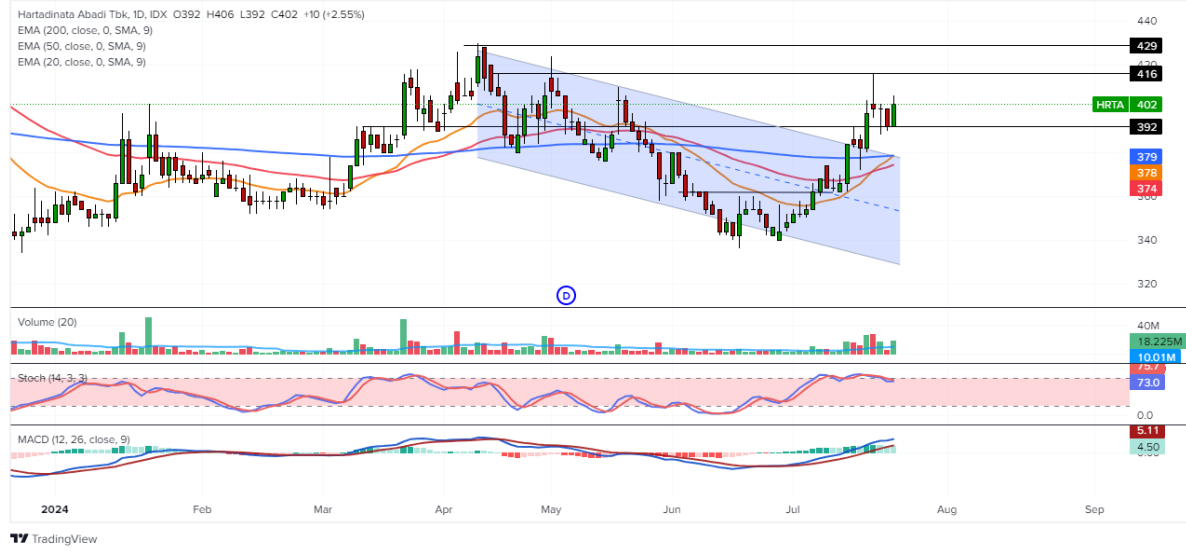 Hartadinata Abadi Tbk, 1D, IDX O392 H406 L392 C402 +10 (+2.55%)
EMA (200, close, 0, SMA, 9)
EMA (50, close, 0, SMA, 9)
EMA (20, close, 0, SMA, 9)
440
429
416
HRTA 402
392
379
378
374
340
320
D
Volume (20)
40M
18.225M
10.01M
Stoch (14, 3, 3)
75.7
73.0
0.0
MACD (12, 26, close, 9)
5.11
4.50
2024 Feb Mar Apr May Jun Jul Aug Sep
TradingView